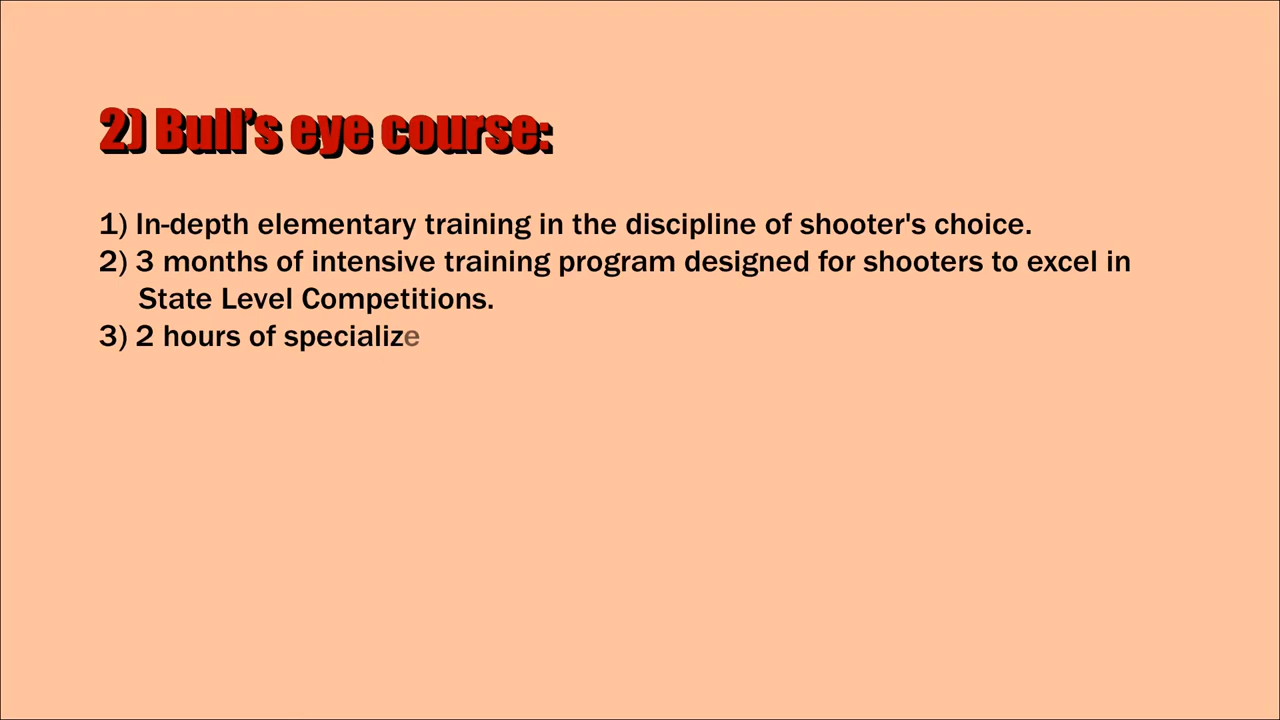 2) Bull's eye course:
1) In-depth elementary training in the discipline of shooter's choice.
2) 3 months of intensive training program designed for shooters to excel in
State Level Competitions.
3) 2 hours of specialize